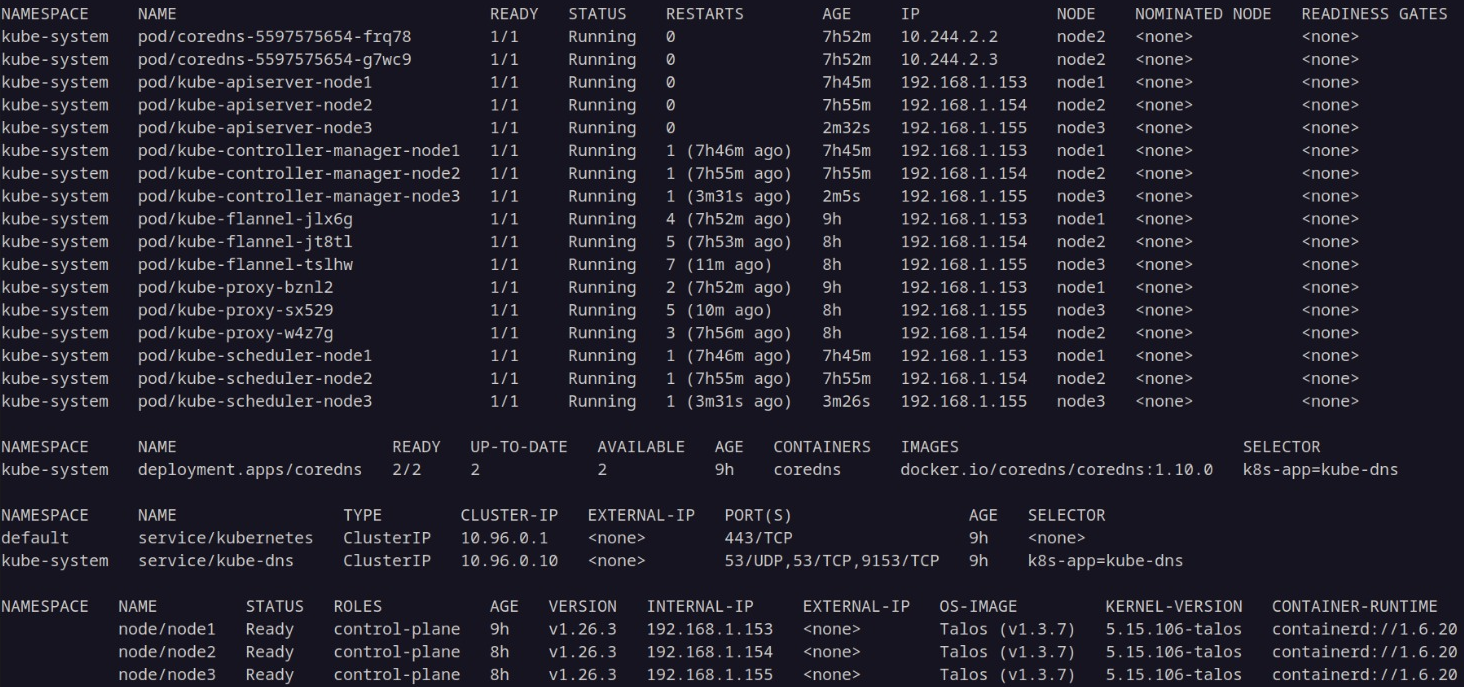 NAMESPACE NAME READY STATUS RESTARTS AGE IP NODE NOMINATED NODE READINESS GATES
kube-system pod/coredns-5597575654-frq78 1/1 Running 0 7h52m 10.244.2.2 node2 <none> <none>
kube-system pod/coredns-5597575654-g7wc9 1/1 Running 0 7h52m 10.244.2.3 node2 <none> <none>
kube-system pod/kube-apiserver-node1 1/1 Running 0 7h45m 192.168.1.153 node1 <none> <none>
kube-system pod/kube-apiserver-node2 1/1 Running 0 7h55m 192.168.1.154 node2 <none> <none>
kube-system pod/kube-apiserver-node3 1/1 Running 0 2m32s 192.168.1.155 node3 <none> <none>
kube-system pod/kube-controller-manager-node1 1/1 Running 1 (7h46m ago) 7h45m 192.168.1.153 node1 <none> <none>
kube-system pod/kube-controller-manager-node2 1/1 Running 1 (7h55m ago) 7h55m 192.168.1.154 node2 <none> <none>
kube-system pod/kube-controller-manager-node3 1/1 Running 1 (3m31s ago) 2m5s 192.168.1.155 node3 <none> <none>
kube-system pod/kube-flannel-jlx6g 1/1 Running 4 (7h52m ago) 9h 192.168.1.153 node1 <none> <none>
kube-system pod/kube-flannel-jt8tl 1/1 Running 5 (7h53m ago) 8h 192.168.1.154 node2 <none> <none>
kube-system pod/kube-flannel-tslhw 1/1 Running 7 (11m ago) 8h 192.168.1.155 node3 <none> <none>
kube-system pod/kube-proxy-bznl2 1/1 Running 2 (7h52m ago) 9h 192.168.1.153 node1 <none> <none>
kube-system pod/kube-proxy-sx529 1/1 Running 5 (10m ago) 8h 192.168.1.155 node3 <none> <none>
kube-system pod/kube-proxy-w4z7g 1/1 Running 3 (7h56m ago) 8h 192.168.1.154 node2 <none> <none>
kube-system pod/kube-scheduler-node1 1/1 Running 1 (7h46m ago) 7h45m 192.168.1.153 node1 <none> <none>
kube-system pod/kube-scheduler-node2 1/1 Running 1 (7h55m ago) 7h55m 192.168.1.154 node2 <none> <none>
kube-system pod/kube-scheduler-node3 1/1 Running 1 (3m31s ago) 3m26s 192.168.1.155 node3 <none> <none>
NAMESPACE NAME READY UP-TO-DATE AVAILABLE AGE CONTAINERS IMAGES SELECTOR
kube-system deployment.apps/coredns 2/2 2 2 9h coredns docker.io/coredns/coredns:1.10.0 k8s-app=kube-dns
NAMESPACE NAME TYPE CLUSTER-IP EXTERNAL-IP PORT(S) AGE SELECTOR
default service/kubernetes ClusterIP 10.96.0.1 <none> 443/TCP 9h <none>
kube-system service/kube-dns ClusterIP 10.96.0.10 <none> 53/UDP,53/TCP,9153/TCP 9h k8s-app=kube-dns
NAMESPACE NAME STATUS ROLES AGE VERSION INTERNAL-IP EXTERNAL-IP OS-IMAGE KERNEL-VERSION CONTAINER-RUNTIME
node/node1 Ready control-plane 9h v1.26.3 192.168.1.153 <none> Talos (v1.3.7) 5.15.106-talos containerd://1.6.20
node/node2 Ready control-plane 8h v1.26.3 192.168.1.154 <none> Talos (v1.3.7) 5.15.106-talos containerd://1.6.20
node/node3 Ready control-plane 8h v1.26.3 192.168.1.155 <none> Talos (v1.3.7) 5.15.106-talos containerd://1.6.20